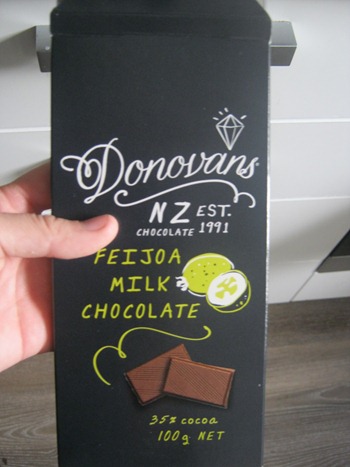 Donovans
NZ EST.
CHOCOLATE 1991
FEIJOA
MILK
CHOCOLATE
35% cocoa
100g NET